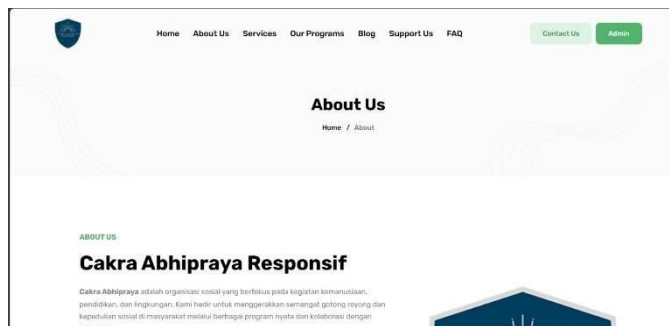 Home About Us Services Our Programs Blog Support Us FAQ Contact Us Admin
About Us
Home / About
ABOUT US
Cakra Abhipraya Responsif
Cakra Abhipraya adalah organisasi sosial yang berfokus pada kegiatan kemanusiaan,
pendidikan, dan lingkungan. Kami hadir untuk menggerakkan semangat gotong royong dan
kepedulian sosial di masyarakat melalui berbagai program nyata dan kolaborasi dengan